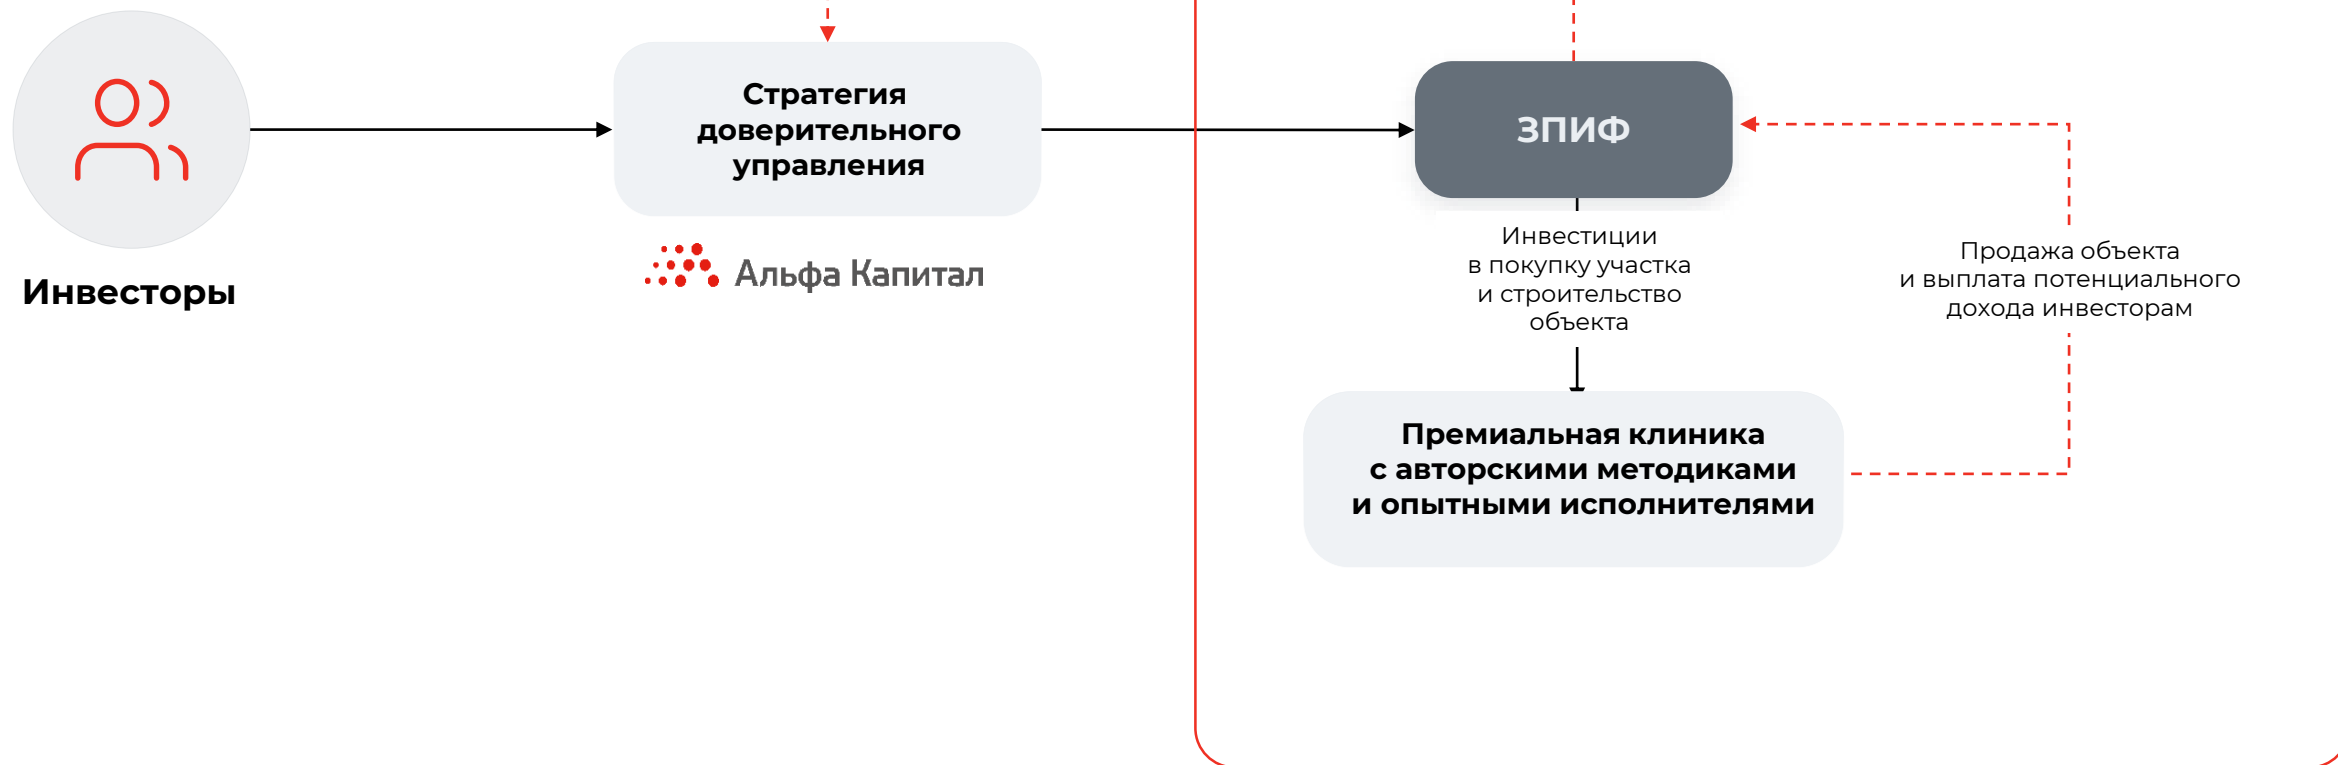 Инвесторы
Стратегия
доверительного
управления
Альфа Капитал
ЗПИФ
Инвестиции
в покупку участка
и строительство
объекта
Продажа объекта
и выплата потенциального
дохода инвесторам
Премиальная клиника
с авторскими методиками
и опытными исполнителями